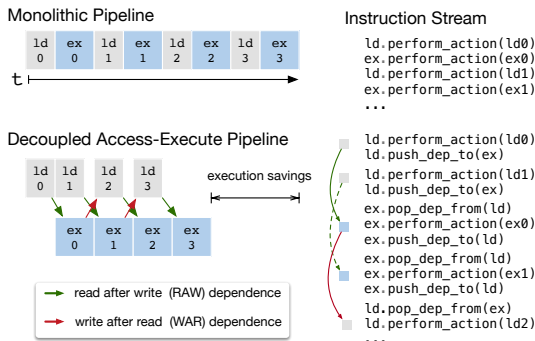 Monolithic Pipeline
ld 0 ex 0 ld 1 ex 1 ld 2 ex 2 ld 3 ex 3
t
Decoupled Access-Execute Pipeline
ld 0 ld 1 ld 2 ld 3
execution savings
ex 0 ex 1 ex 2 ex 3
read after write (RAW) dependence
write after read (WAR) dependence
Instruction Stream
ld.perform_action(ld0)
ex.perform_action(ex0)
ld.perform_action(ld1)
ex.perform_action(ex1)
...
ld.perform_action(ld0)
ld.push_dep_to(ex)
ld.perform_action(ld1)
ld.push_dep_to(ex)
ex.pop_dep_from(ld)
ex.perform_action(ex0)
ex.push_dep_to(ld)
ex.pop_dep_from(ld)
ex.perform_action(ex1)
ex.push_dep_to(ld)
ld.pop_dep_from(ex)
ld.perform_action(ld2)
...